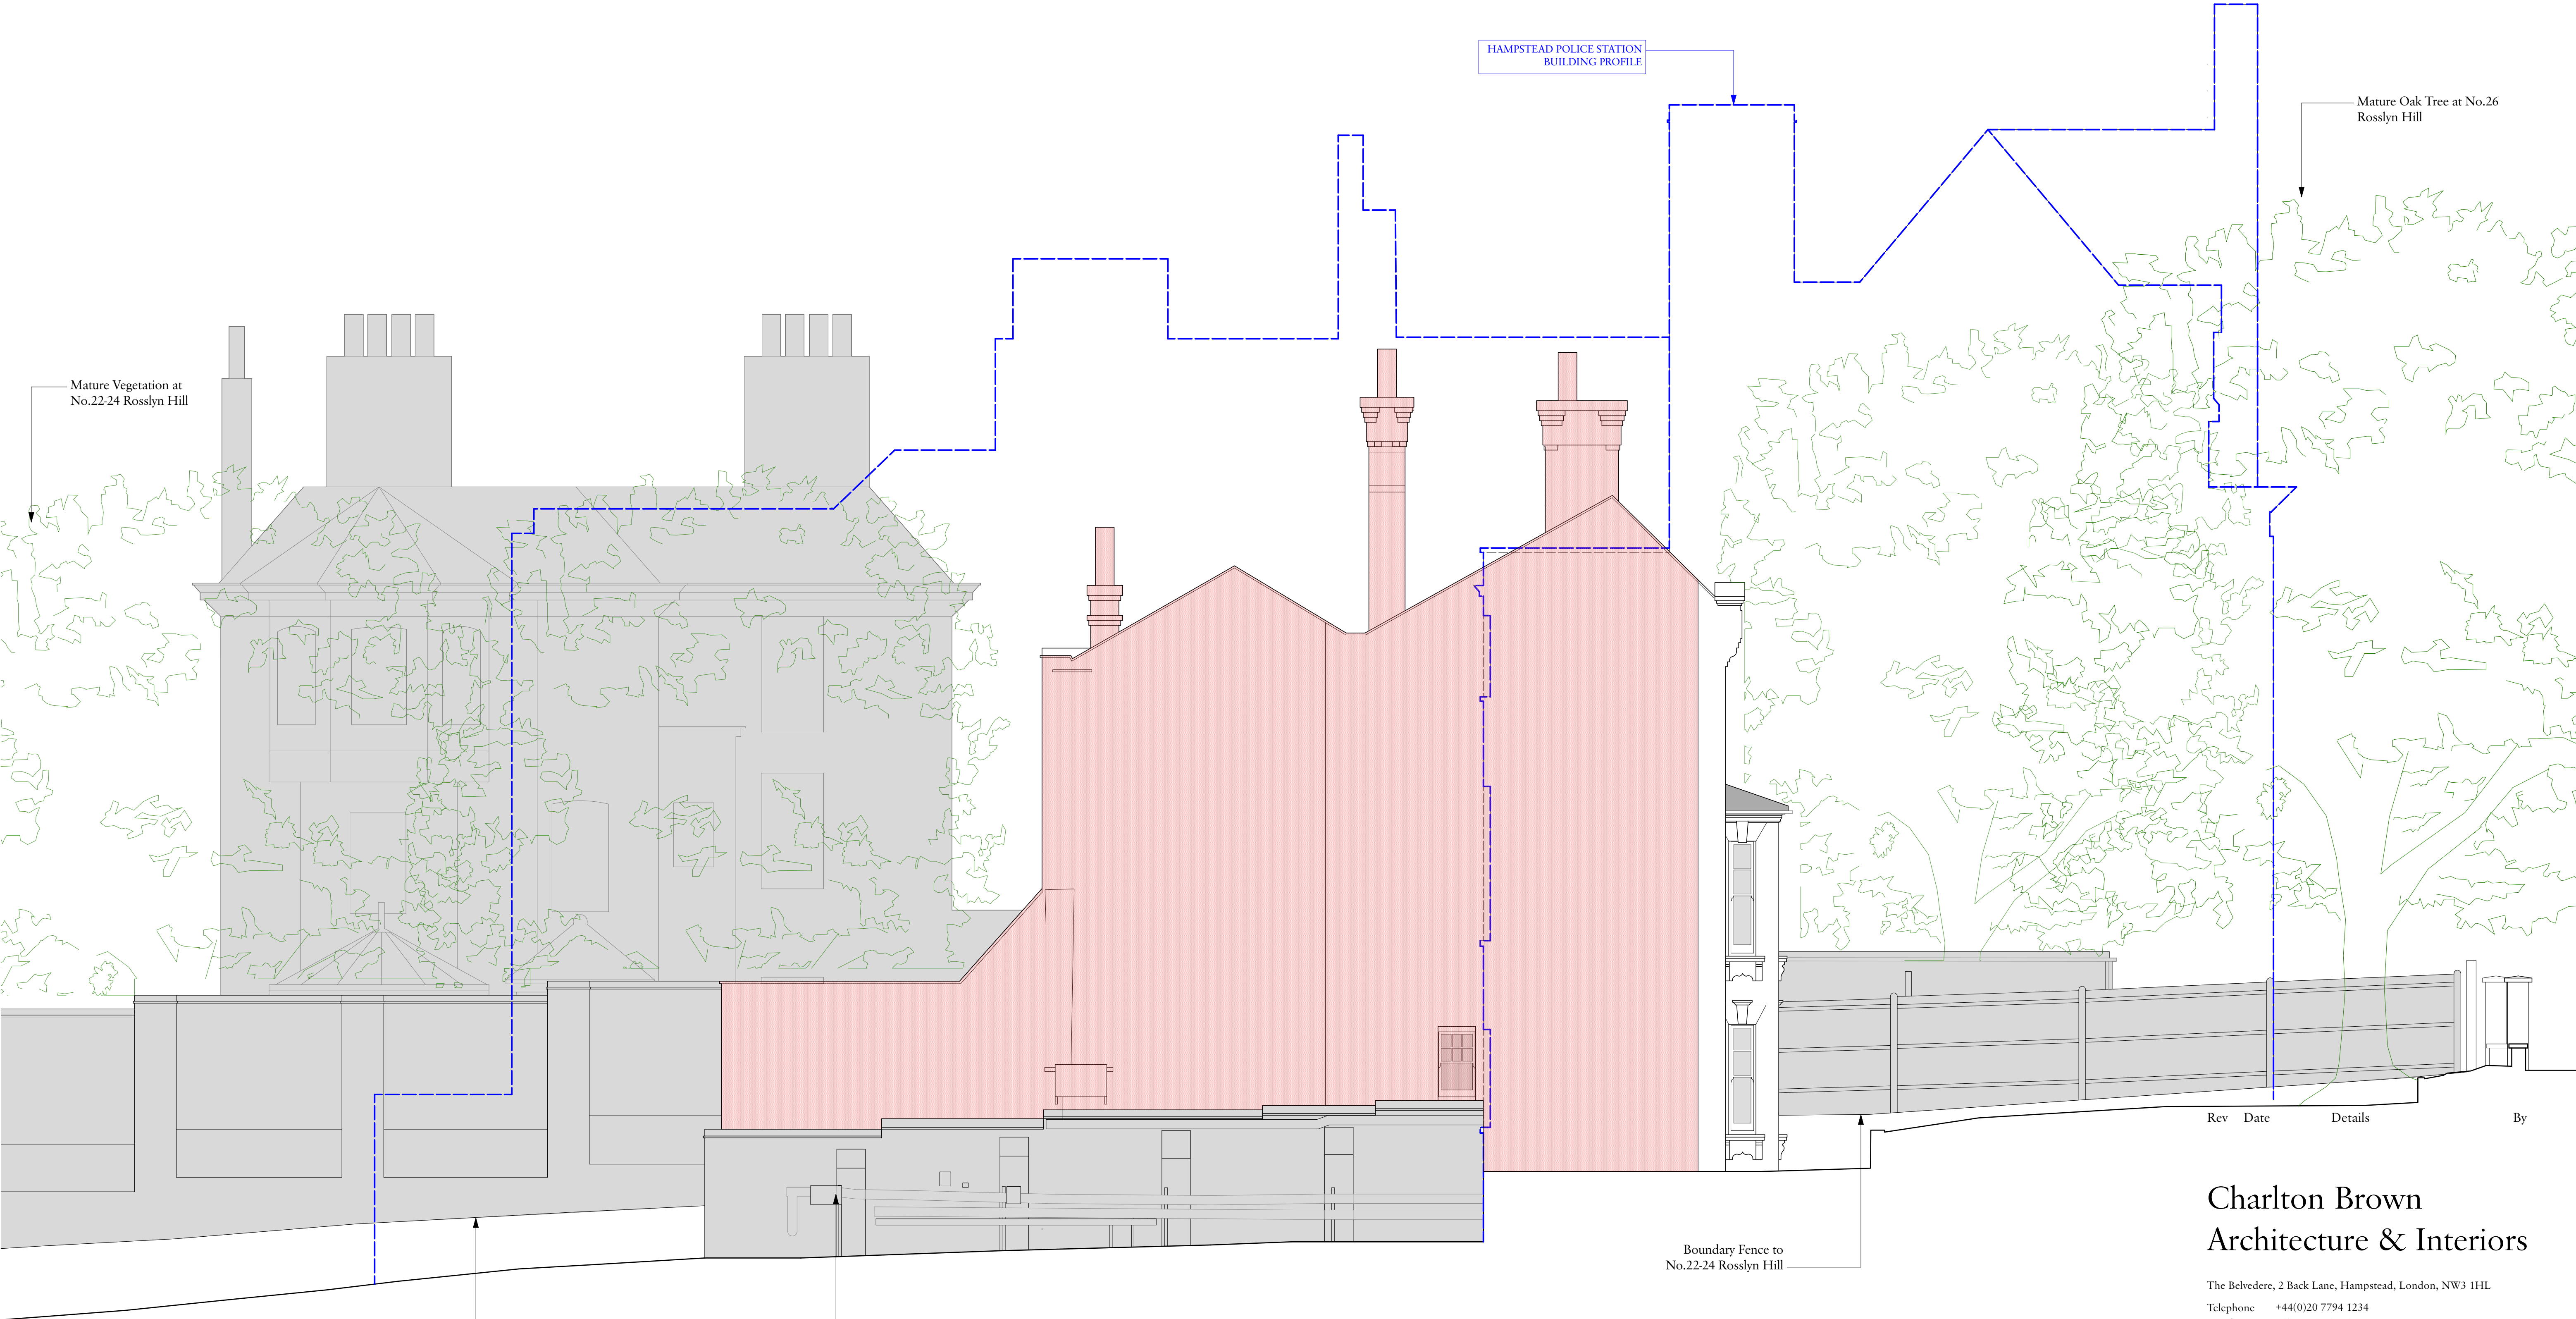 HAMPSTEAD POLICE STATION
BUILDING PROFILE
Mature Oak Tree at No.26
Rosslyn Hill
Mature Vegetation at
No.22-24 Rosslyn Hill
Rev Date Details By
Charlton Brown
Architecture & Interiors
Boundary Fence to
No.22-24 Rosslyn Hill
The Belvedere, 2 Back Lane, Hampstead, London, NW3 1HL
Telephone +44(0)20 7794 1234